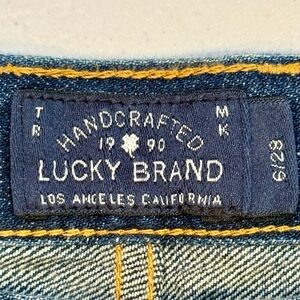 TR MK
HANDCRAFTED
19 90
LUCKY BRAND
LOS ANGELES CALIFORNIA
6/28